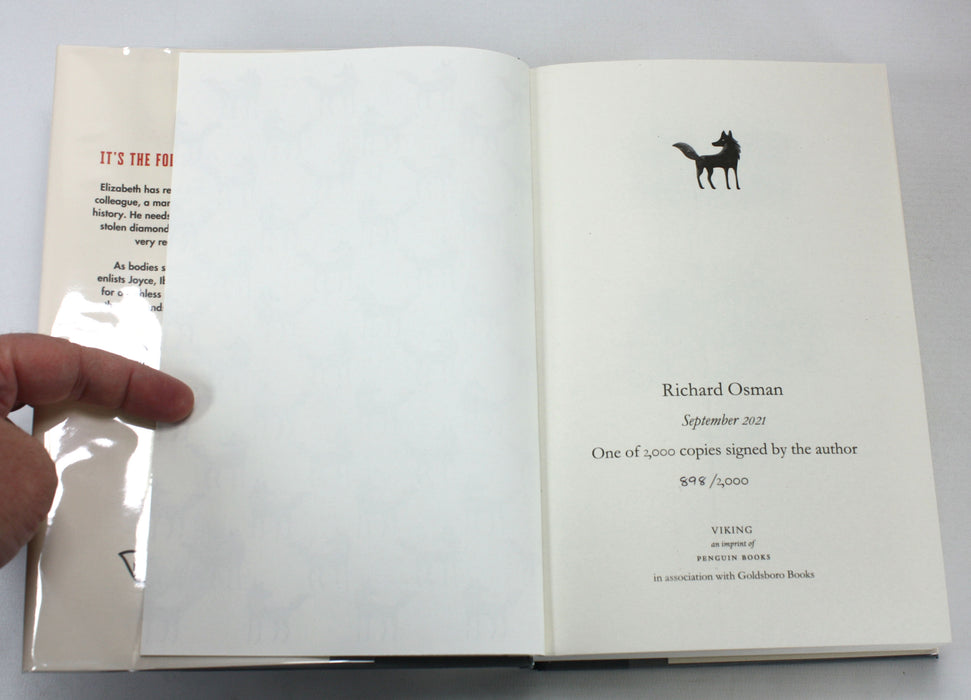 IT'S THE FO
Elizabeth has re
colleague, a mar
history. He needs
stolen diamond
very re
As bodies s
enlists Joyce, Ib
for
Richard Osman
September 2021
One of 2,000 copies signed by the author
898/2,000
VIKING
an imprint of
PENGUIN BOOKS
in association with Goldsboro Books